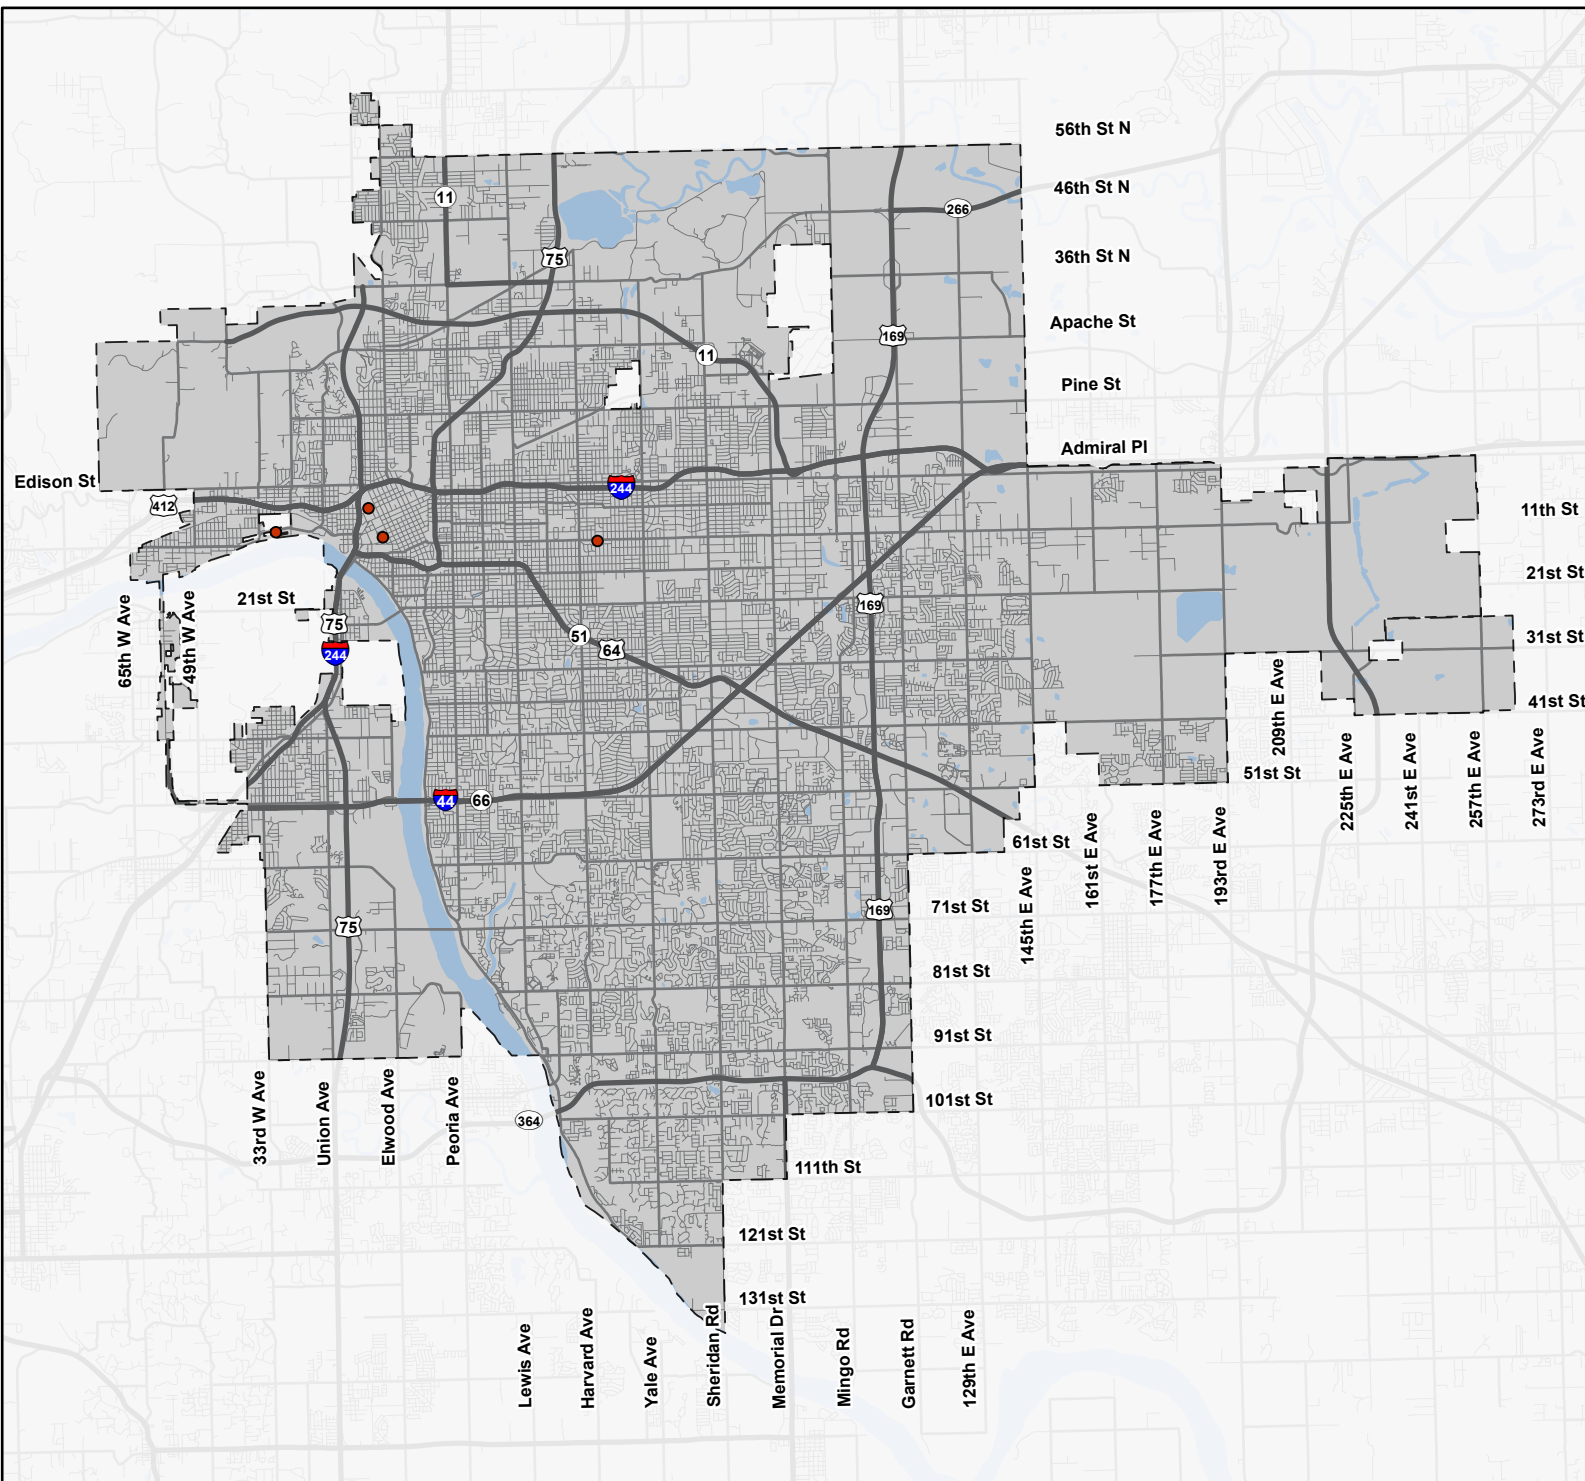 56th St N
46th St N
11
266
36th St N
75
Apache St
169
11
Pine St
Admiral Pl
Edison St
244
412
11th St
21st St
21st St
169
75
51
31st St
64
244
65th W Ave
49th W Ave
41st St
209th E Ave
51st St
225th E Ave
241st E Ave
257th E Ave
273rd E Ave
44
66
61st St
161st E Ave
177th E Ave
193rd E Ave
145th E Ave
71st St
169
75
81st St
91st St
101st St
33rd W Ave
Union Ave
Elwood Ave
Peoria Ave
364
111th St
121st St
131st St
Lewis Ave
Harvard Ave
Yale Ave
Sheridan Rd
Memorial Dr
Mingo Rd
Garnett Rd
129th E Ave